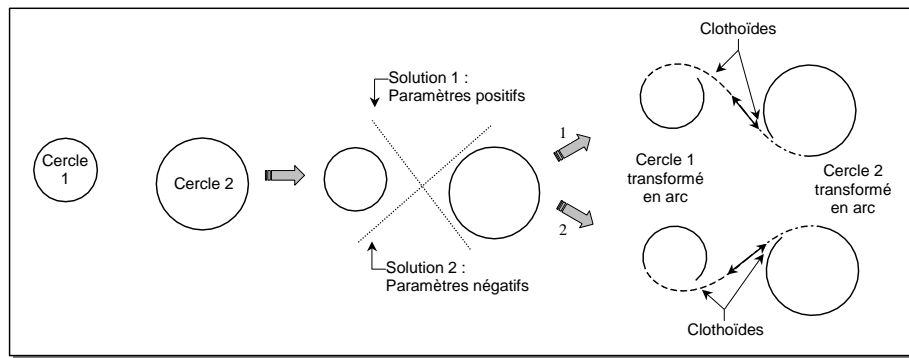 Cercle
1
Cercle 2
Solution 1 :
Paramètres positifs
Solution 2 :
Paramètres négatifs
1
2
Clothoïdes
Cercle 1
transformé
en arc
Cercle 2
transformé
en arc
Clothoïdes